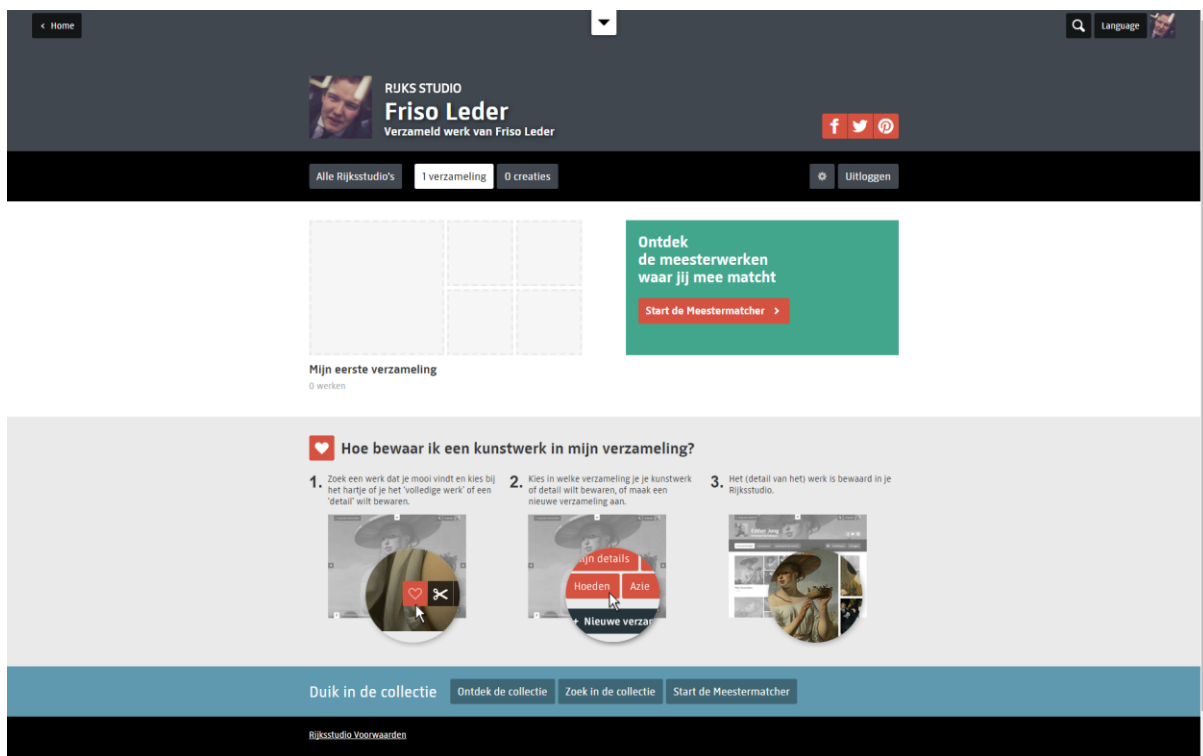 < Home
Language
RIJKS STUDIO
Friso Leder
Verzameld werk van Friso Leder
Alle Rijksstudio's
1 verzameling
0 creaties
Uitloggen
Ontdek
de meesterwerken
waar jij mee matcht
Start de Meestermatcher >
Mijn eerste verzameling
0 werken
Hoe bewaar ik een kunstwerk in mijn verzameling?
1. Zoek een werk dat je mooi vindt en kies bij
het hartje of je het 'volledige werk' of een
'detail' wilt bewaren.
2. Kies in welke verzameling je je kunstwerk
of detail wilt bewaren, of maak een
nieuwe verzameling aan.
3. Het (detail van het) werk is bewaard in je
Rijksstudio.
ijn details
Hoeden
Azie
+ Nieuwe verzam
Duik in de collectie
Ontdek de collectie
Zoek in de collectie
Start de Meestermatcher
Rijksstudio Voorwaarden